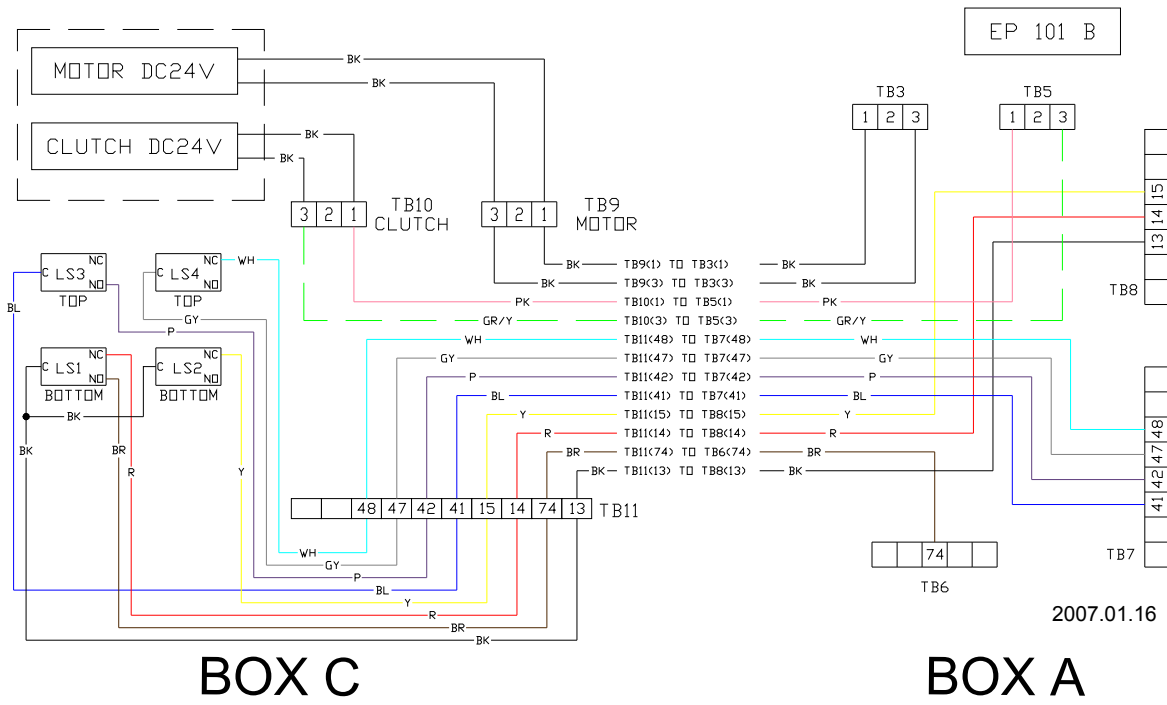 EP 101 B
MOTOR DC24V
BK
BK
CLUTCH DC24V
BK
BK
TB3
1 2 3
TB5
1 2 3
15
14
13
TB8
3 2 1
TB10
CLUTCH
3 2 1
TB9
MOTOR
C LS3 NC NO
TOP
C LS4 NC NO
TOP
WH
BL
GY
P
C LS1 NC NO
BOTTOM
C LS2 NC NO
BOTTOM
BK
BK
BR
R
Y
BK TB9(1) TO TB3(1) BK
BK TB9(3) TO TB3(3) BK
PK TB10(1) TO TB5(1) PK
GR/Y TB10(3) TO TB5(3) GR/Y
WH TB11(48) TO TB7(48) WH
GY TB11(47) TO TB7(47) GY
P TB11(42) TO TB7(42) P
BL TB11(41) TO TB7(41) BL
Y TB11(15) TO TB8(15) Y
R TB11(14) TO TB8(14) R
BR TB11(74) TO TB6(74) BR
BK TB11(13) TO TB8(13) BK
48
47
42
41
TB7
48 47 42 41 15 14 74 13 TB11
WH
GY
P
BL
Y
R
BR
BK
74
TB6
2007.01.16
BOX C
BOX A